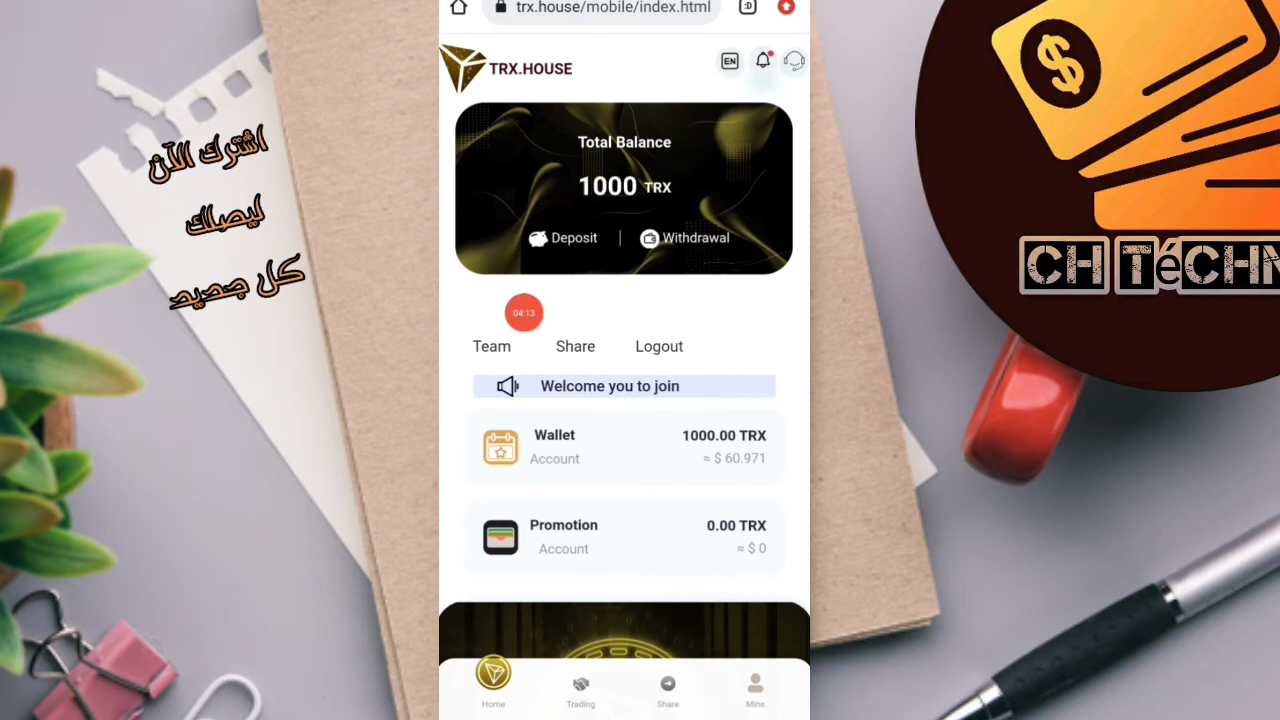 trx.house/mobile/index.html
:D
TRX.HOUSE
EN
Total Balance
1000 TRX
Deposit | Withdrawal
04:13
Team Share Logout
Welcome you to join
Wallet 1000.00 TRX
Account ≈ $ 60.971
Promotion 0.00 TRX
Account ≈ $ 0
Home Trading Share Mine
اشترك الآن
ليصلك
كل جديد
$
CH TéCHN